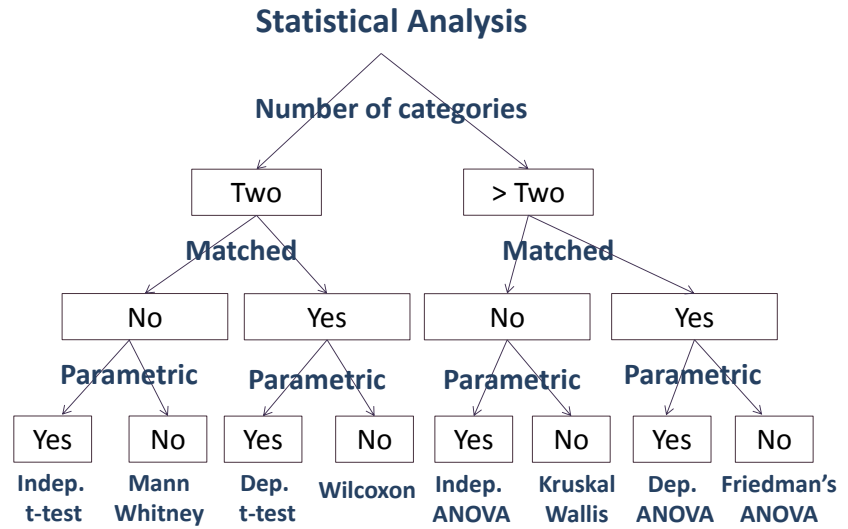 Statistical Analysis
Number of categories
Two
> Two
Matched
Matched
No
Yes
No
Yes
Parametric
Parametric
Parametric
Parametric
Yes
No
Yes
No
Yes
No
Yes
No
Indep.
t-test
Mann
Whitney
Dep.
t-test
Wilcoxon
Indep.
ANOVA
Kruskal
Wallis
Dep.
ANOVA
Friedman's
ANOVA